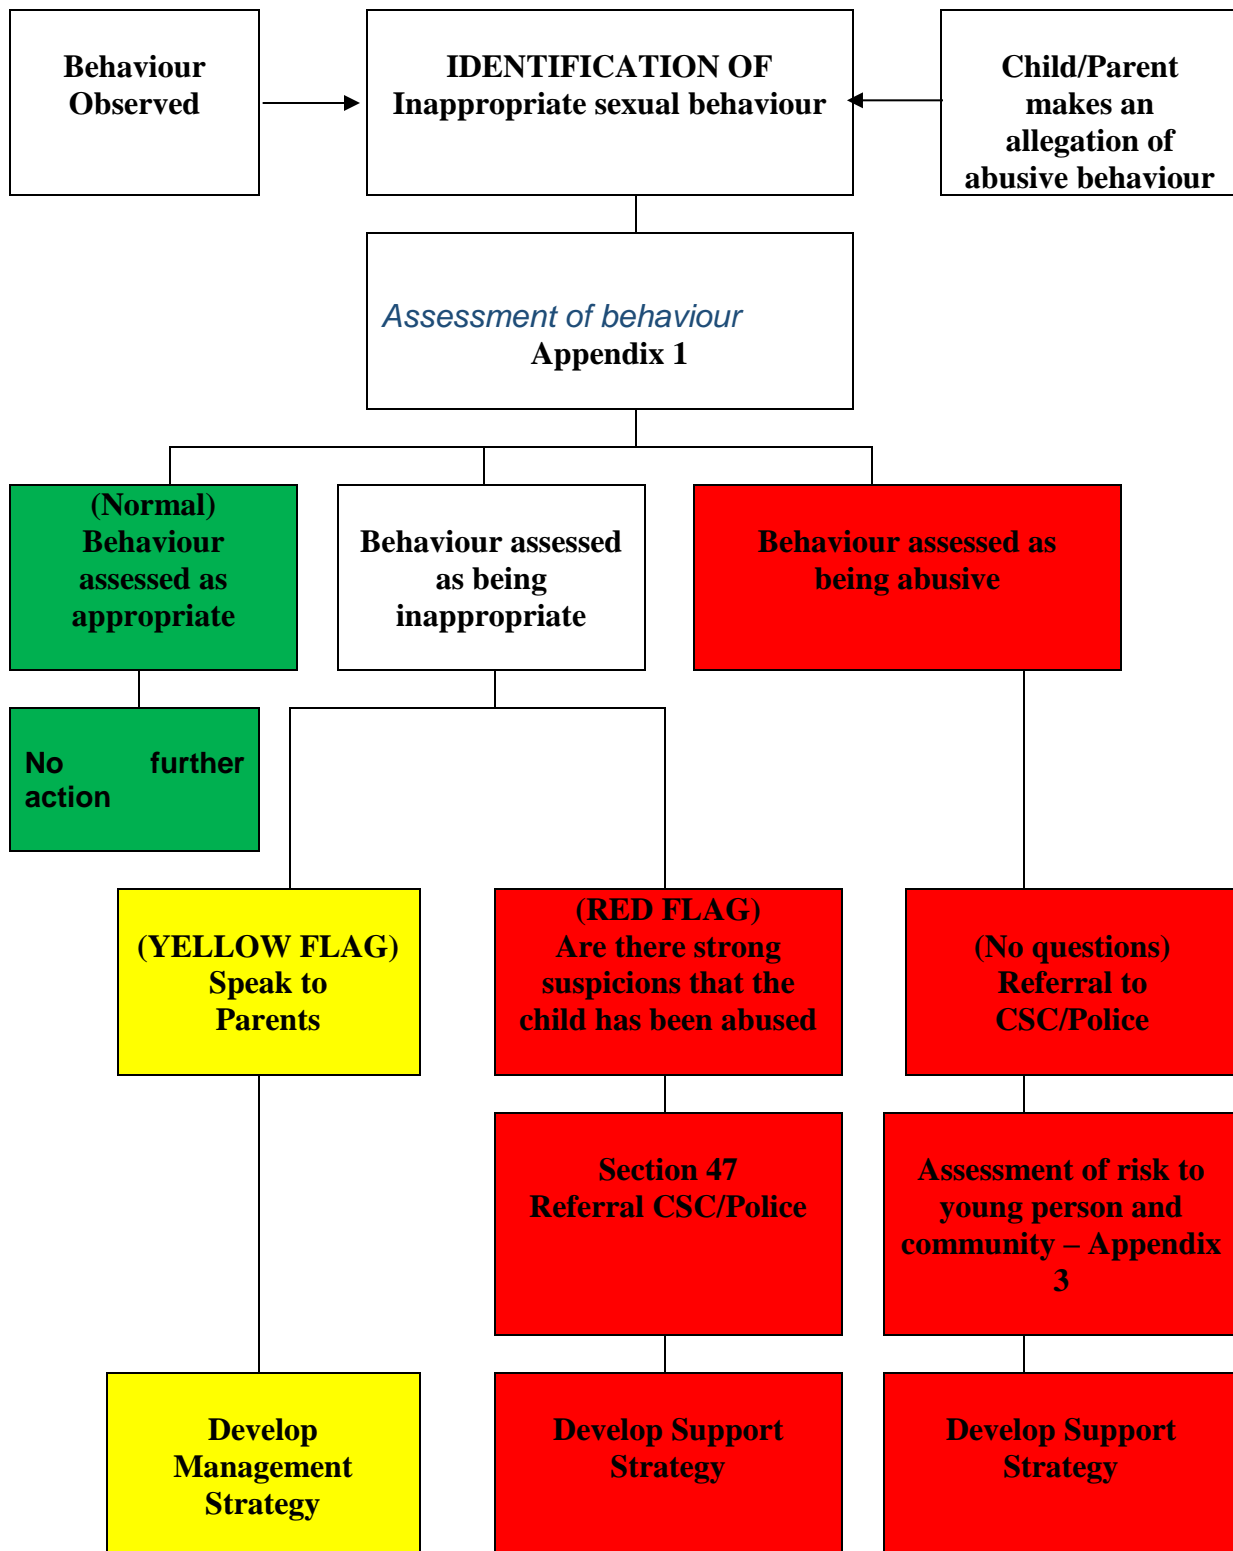 Behaviour
Observed
IDENTIFICATION OF
Inappropriate sexual behaviour
Child/Parent
makes an
allegation of
abusive behaviour
Assessment of behaviour
Appendix 1
(Normal)
Behaviour
assessed as
appropriate
Behaviour assessed
as being
inappropriate
Behaviour assessed as
being abusive
No further
action
(YELLOW FLAG)
Speak to
Parents
(RED FLAG)
Are there strong
suspicions that the
child has been abused
(No questions)
Referral to
CSC/Police
Section 47
Referral CSC/Police
Assessment of risk to
young person and
community – Appendix
3
Develop
Management
Strategy
Develop Support
Strategy
Develop Support
Strategy